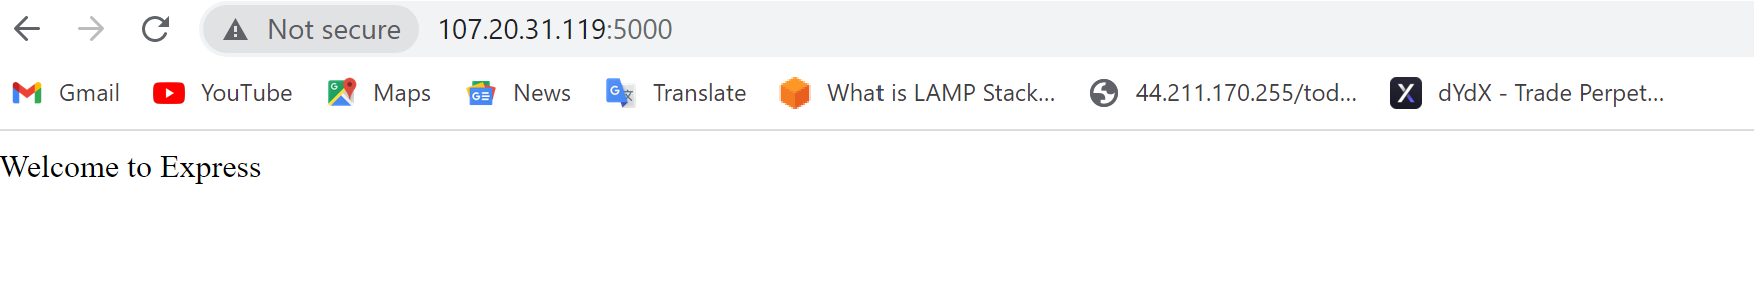 Not secure 107.20.31.119:5000
Gmail YouTube Maps News Translate What is LAMP Stack... 44.211.170.255/tod... dYdX - Trade Perpet...
Welcome to Express